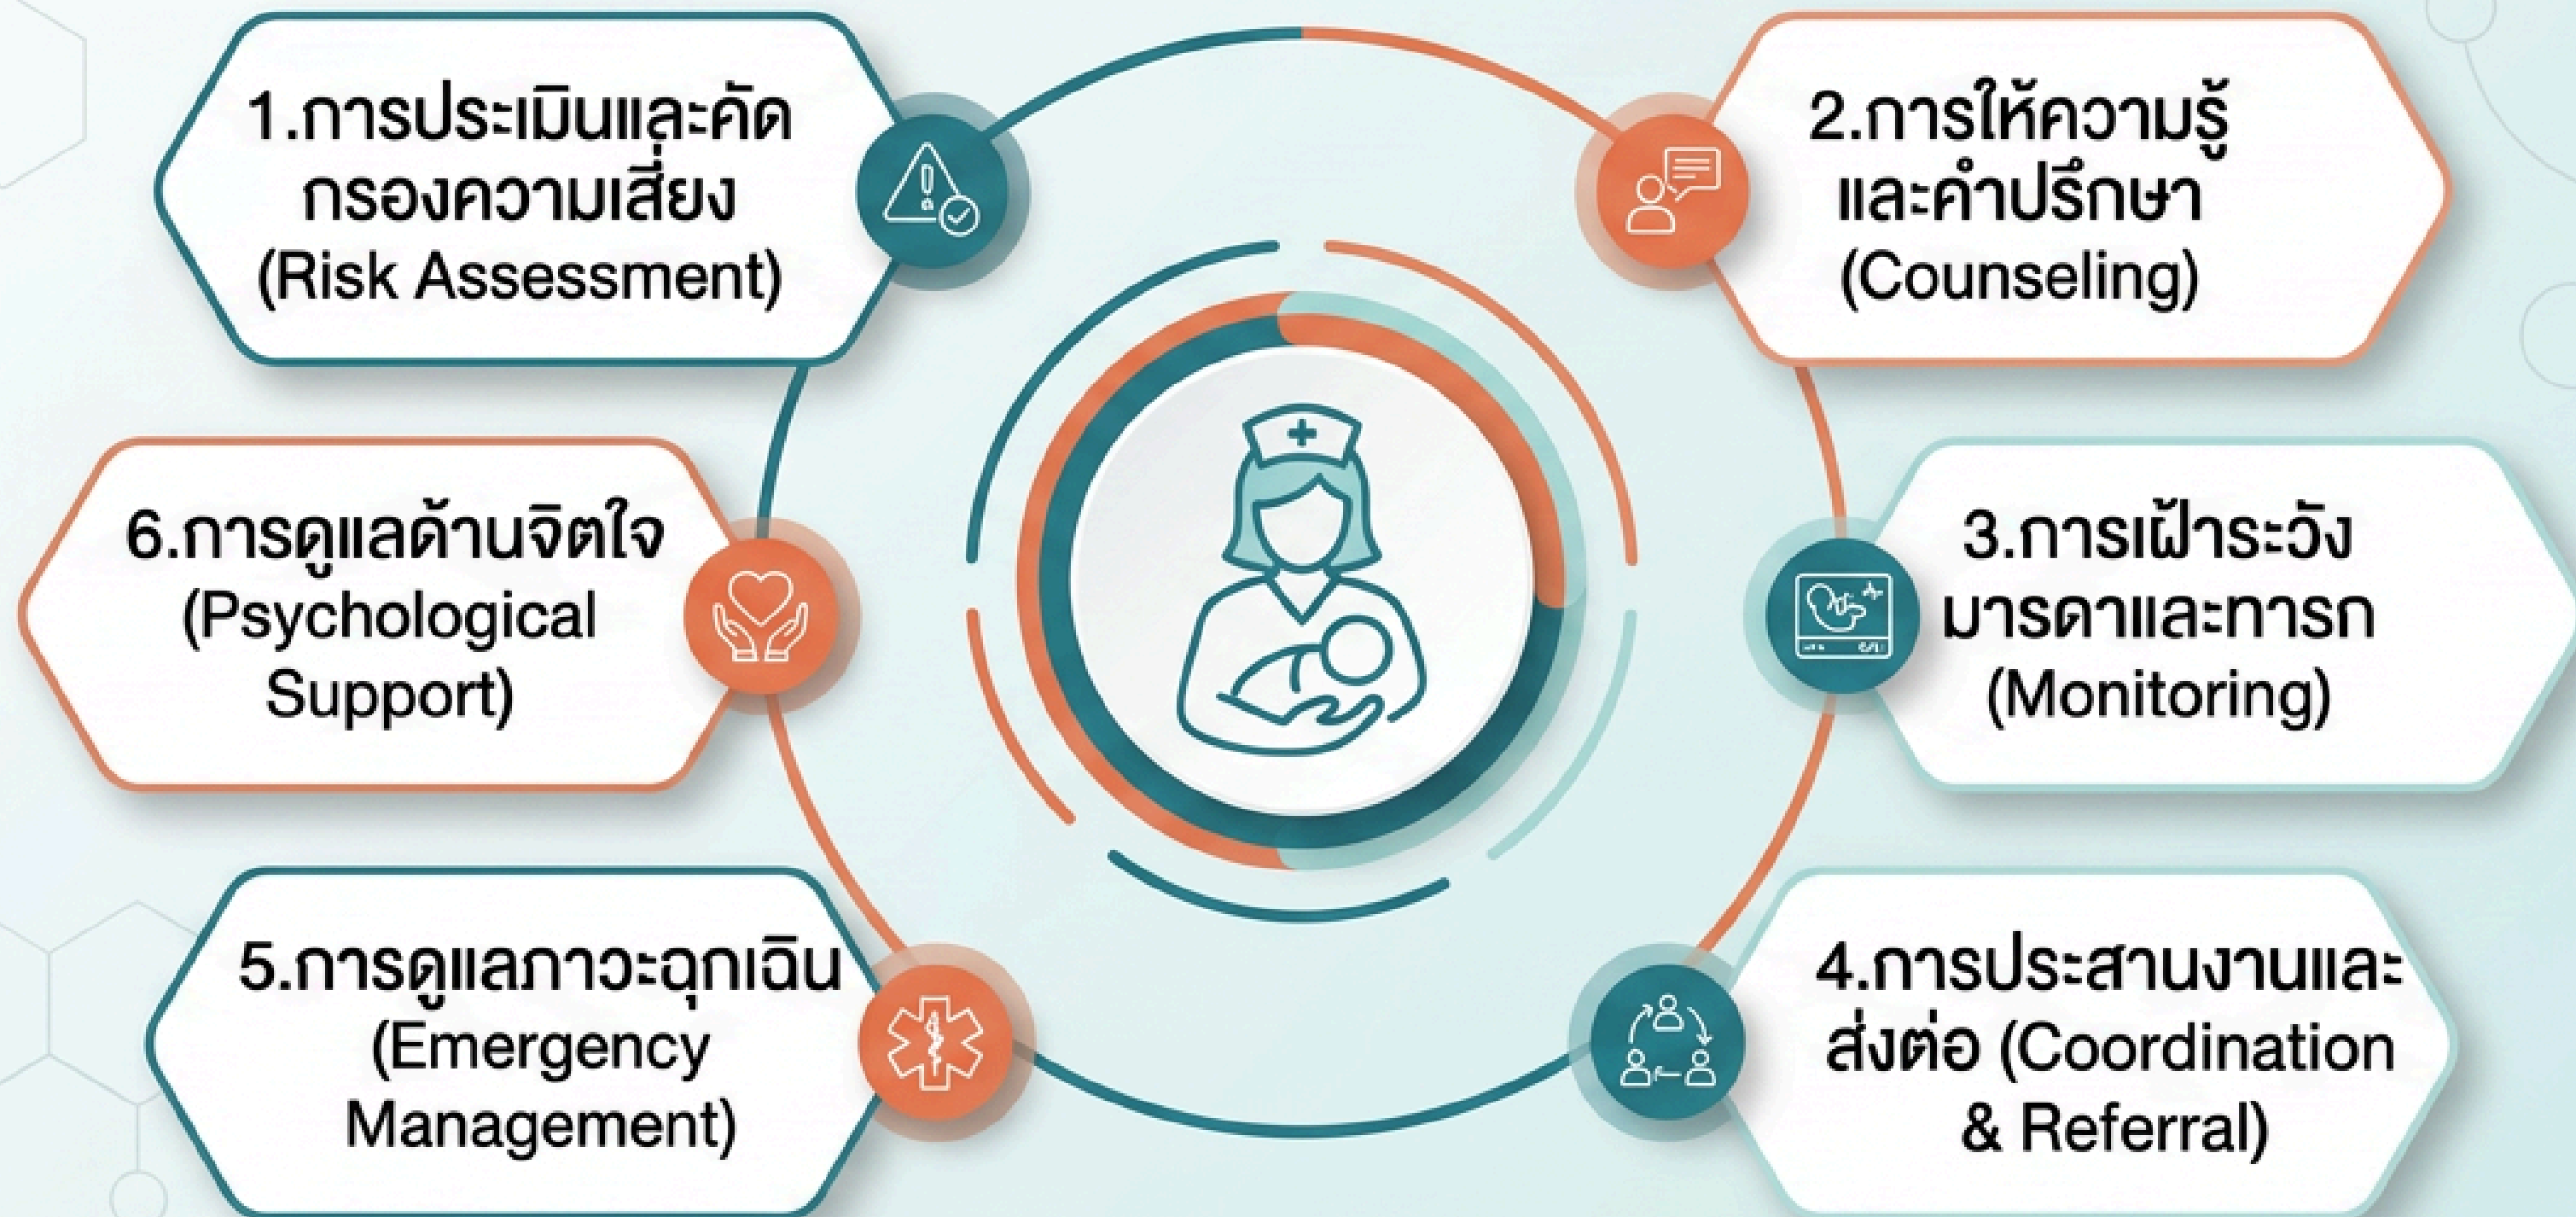 1.การประเมินและคัด
กรองความเสี่ยง
(Risk Assessment)
2.การให้ความรู้
และคำปรึกษา
(Counseling)
3.การเฝ้าระวัง
มารดาและทารก
(Monitoring)
4.การประสานงานและ
ส่งต่อ (Coordination
& Referral)
5.การดูแลภาวะฉุกเฉิน
(Emergency
Management)
6.การดูแลด้านจิตใจ
(Psychological
Support)